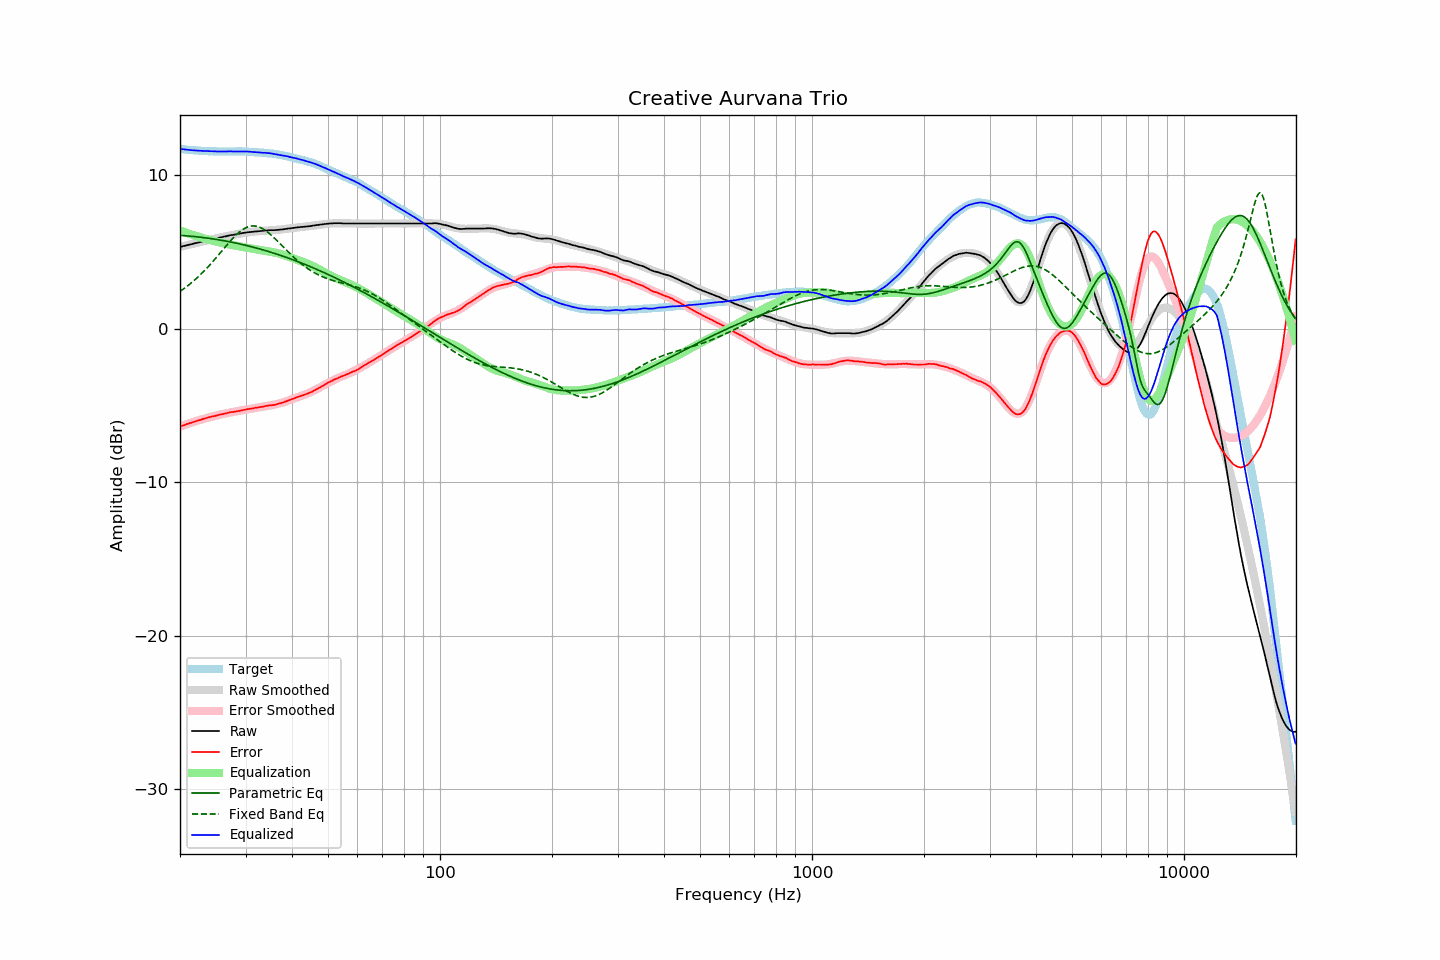 Creative Aurvana Trio
Amplitude (dBr)
10
0
−10
−20
−30
Target
Raw Smoothed
Error Smoothed
Raw
Error
Equalization
Parametric Eq
Fixed Band Eq
Equalized
100
1000
10000
Frequency (Hz)